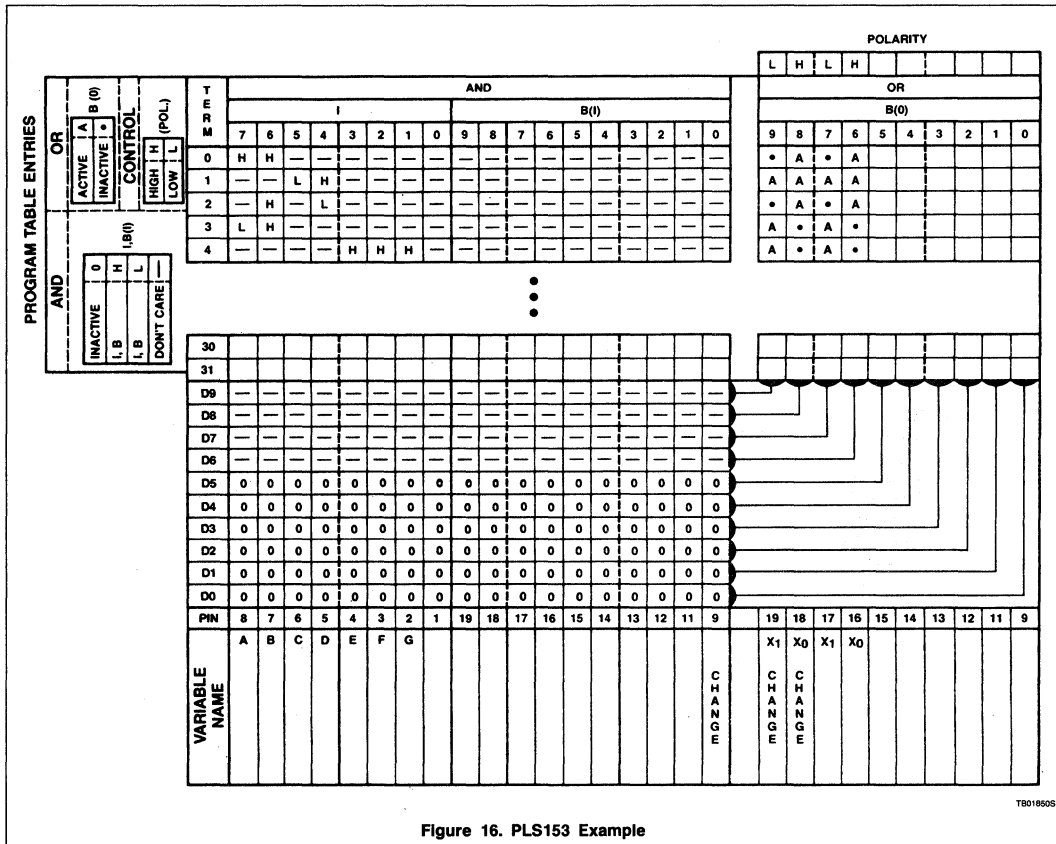 POLARITY
L H L H
PROGRAM TABLE ENTRIES
OR
ACTIVE A B (0)
INACTIVE •
CONTROL
HIGH H (POL.)
LOW L
AND
INACTIVE 0 I,B(I)
I, B H
I, B L
DON'T CARE —
TERM AND OR
I B(I) B(0)
7 6 5 4 3 2 1 0 9 8 7 6 5 4 3 2 1 0 9 8 7 6 5 4 3 2 1 0
0 H H — — — — — — — — — — — — — — — — • A • A
1 — — L H — — — — — — — — — — — — — — A A A A
2 — H — L — — — — — — — — — — — — — — • A • A
3 L H — — — — — — — — — — — — — — — — A • A •
4 — — — — H H H — — — — — — — — — — — A • A •
30
31
D9 — — — — — — — — — — — — — — — — — —
D8 — — — — — — — — — — — — — — — — — —
D7 — — — — — — — — — — — — — — — — — —
D6 — — — — — — — — — — — — — — — — — —
D5 0 0 0 0 0 0 0 0 0 0 0 0 0 0 0 0 0 0
D4 0 0 0 0 0 0 0 0 0 0 0 0 0 0 0 0 0 0
D3 0 0 0 0 0 0 0 0 0 0 0 0 0 0 0 0 0 0
D2 0 0 0 0 0 0 0 0 0 0 0 0 0 0 0 0 0 0
D1 0 0 0 0 0 0 0 0 0 0 0 0 0 0 0 0 0 0
D0 0 0 0 0 0 0 0 0 0 0 0 0 0 0 0 0 0 0
PIN 8 7 6 5 4 3 2 1 19 18 17 16 15 14 13 12 11 9 19 18 17 16 15 14 13 12 11 9
VARIABLE NAME A B C D E F G CHANGE X1 X0 X1 X0
CHANGE CHANGE
TB01850S
Figure 16. PLS153 Example